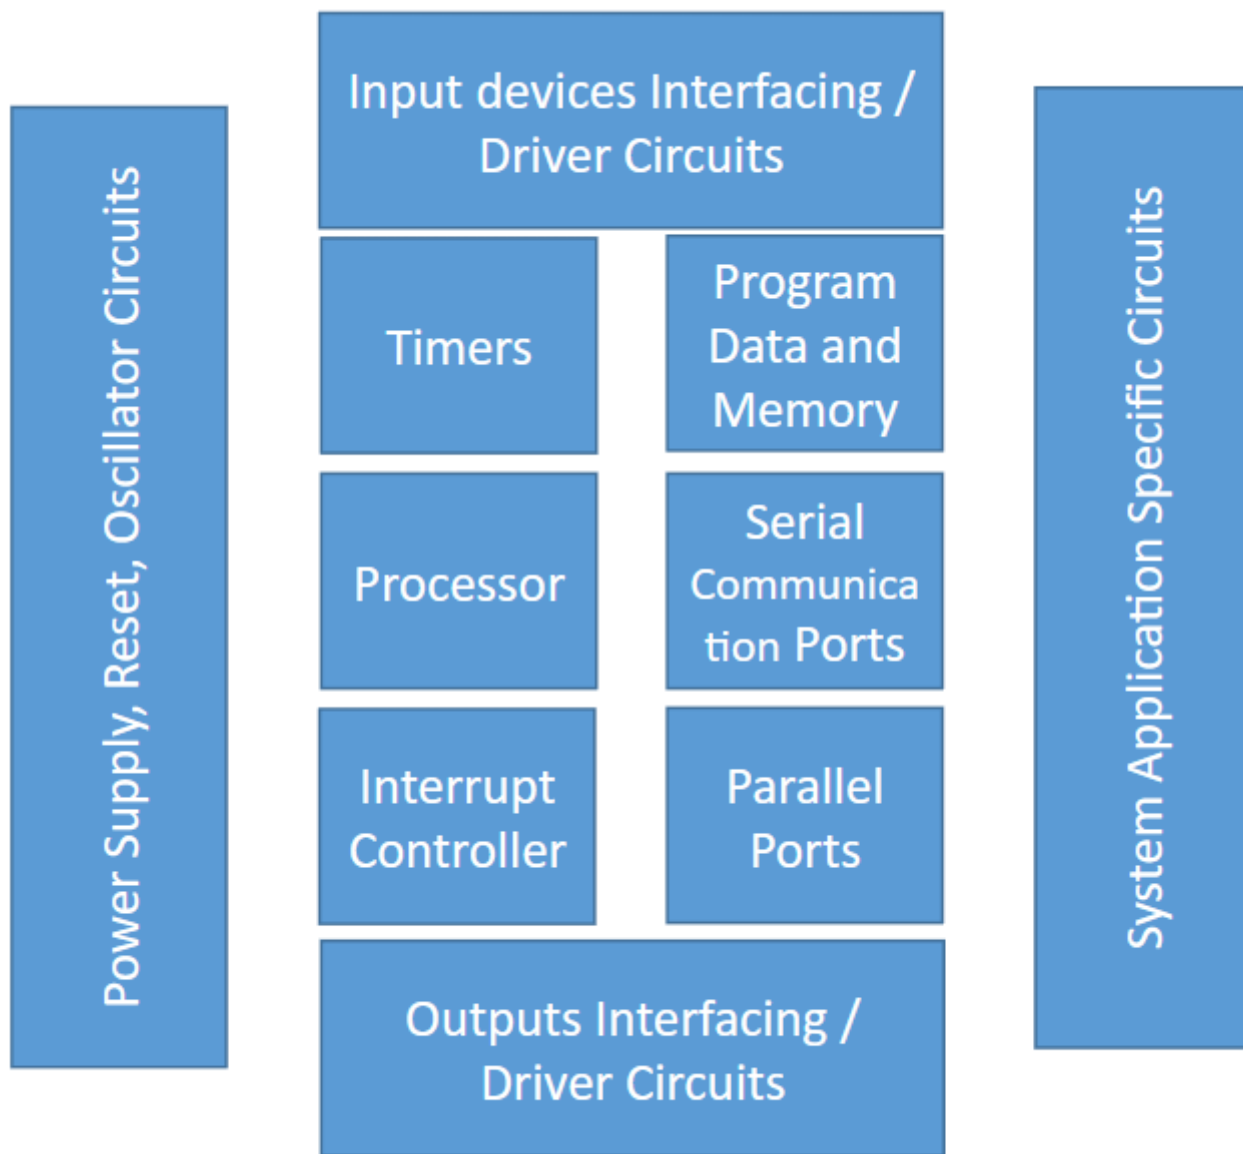 Input devices Interfacing /
Driver Circuits
Power Supply, Reset, Oscillator Circuits
Timers
Program
Data and
Memory
System Application Specific Circuits
Processor
Serial
Communica
tion Ports
Interrupt
Controller
Parallel
Ports
Outputs Interfacing /
Driver Circuits